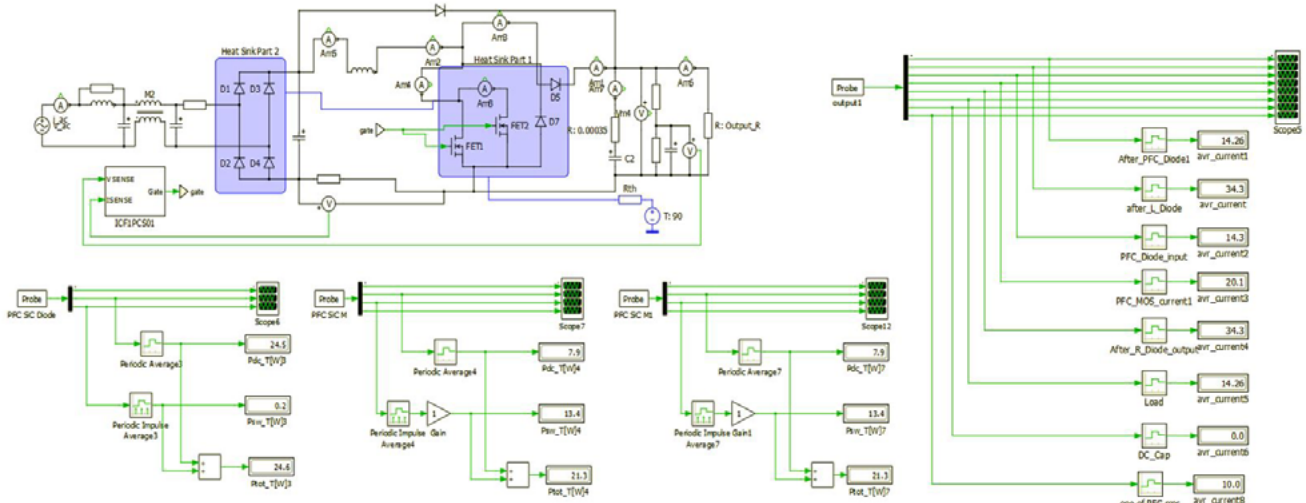 Heat Sink Part 2
Am5
Am2
Am3
Heat Sink Part 1
M2
D1
D3
D2
D4
Am4
Am8
D5
Am7
Vm4
Am6
gate
FET1
FET2
D7
R: 0.00035
C2
R: Output_R
Rth
T: 90
V SENSE
ISENSE
Gate
gate
ICE1PCS01
Probe
output1
Scope5
After_PFC_Diode1
14.26
avr_current1
after_L_Diode
34.3
avr_current
PFC_Diode_input
14.3
avr_current2
PFC_MOS_current1
20.1
avr_current3
After_R_Diode_output
34.3
avr_current4
Load
14.26
avr_current5
DC_Cap
0.0
avr_current6
10.0
avr_current8
Probe
PFC SiC Diode
Scope6
Periodic Average3
24.5
Pdc_T[W]3
Periodic Impulse
Average3
0.2
Psw_T[W]3
24.6
Ptot_T[W]3
Probe
PFC SiC M
Scope7
Periodic Average4
7.9
Pdc_T[W]4
Periodic Impulse
Average4
1
Gain
13.4
Psw_T[W]4
21.3
Ptot_T[W]4
Probe
PFC SiC M1
Scope12
Periodic Average7
7.9
Pdc_T[W]7
Periodic Impulse
Average7
1
Gain1
13.4
Psw_T[W]7
21.3
Ptot_T[W]7